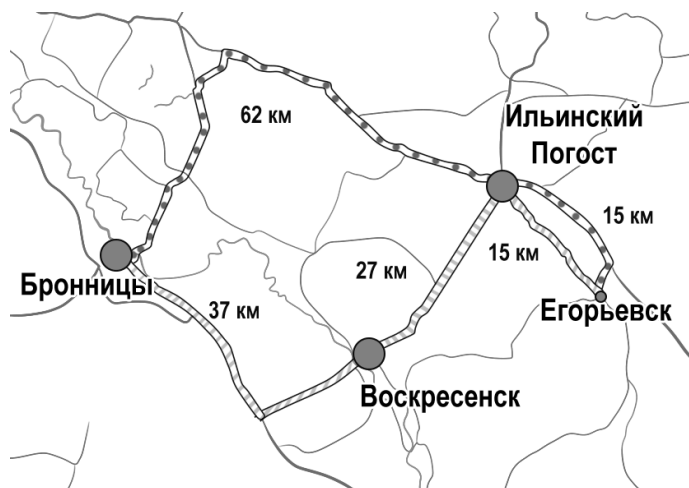 62 км
Ильинский
Погост
15 км
15 км
Бронницы
27 км
Егорьевск
37 км
Воскресенск